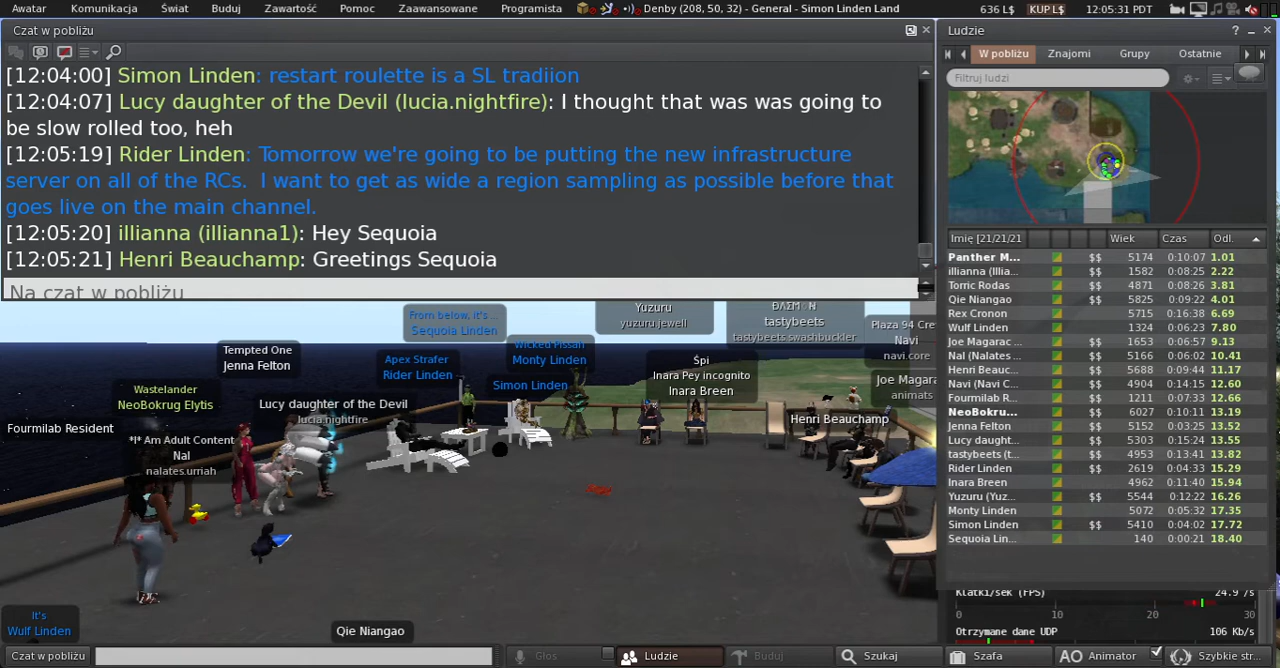 Awatar Komunikacja Świat Buduj Zawartość Pomoc Zaawansowane Programista Denby (208, 50, 32) - General - Simon Linden Land 636 L$ KUP L$ 12:05:31 PDT
Czat w pobliżu
[12:04:00] Simon Linden: restart roulette is a SL tradiion
[12:04:07] Lucy daughter of the Devil (lucia.nightfire): I thought that was was going to
be slow rolled too, heh
[12:05:19] Rider Linden: Tomorrow we're going to be putting the new infrastructure
server on all of the RCs. I want to get as wide a region sampling as possible before that
goes live on the main channel.
[12:05:20] illianna (illianna1): Hey Sequoia
[12:05:21] Henri Beauchamp: Greetings Sequoia
Na czat w pobliżu
From below, it's...
Sequoia Linden
Yuzuru
yuzuru.jewell
tastybeets
tastybeets.swashbuckler
Plaza 94 Cre
Navi
navi.core
Tempted One
Jenna Felton
Apex Strafer
Rider Linden
Wicked Pissah
Monty Linden
Simon Linden
Śpi
Inara Pey incognito
Inara Breen
Joe Magara
animats
Wastelander
NeoBokrug Elytis
Lucy daughter of the Devil
lucia.nightfire
Henri Beauchamp
Fourmilab Resident
*!* Am Adult Content
Nal
nalates.urriah
It's
Wulf Linden
Qie Niangao
Ludzie
W pobliżu Znajomi Grupy Ostatnie
Filtruj ludzi
Imię [21/21/21 Wiek Czas Odl.
Panther M... $$ 5174 0:10:07 1.01
illianna (Illia... $$ 1582 0:08:25 2.22
Torric Rodas $$ 4871 0:08:26 3.81
Qie Niangao $$ 5825 0:09:22 4.01
Rex Cronon 5715 0:16:38 6.69
Wulf Linden 1324 0:06:23 7.80
Joe Magarac ... $$ 1653 0:06:57 9.13
Nal (Nalates ... $$ 5166 0:06:02 10.41
Henri Beauc... $$ 5688 0:09:44 11.17
Navi (Navi C... $$ 4904 0:14:15 12.60
Fourmilab R... $$ 1211 0:07:33 12.66
NeoBokru... $$ 6027 0:10:11 13.19
Jenna Felton $$ 5152 0:03:25 13.52
Lucy daught... $$ 5303 0:15:24 13.55
tastybeets (t... $$ 4953 0:13:41 13.82
Rider Linden $$ 2619 0:04:33 15.29
Inara Breen 4962 0:11:40 15.94
Yuzuru (Yuz... $$ 5544 0:12:22 16.26
Monty Linden 5072 0:05:32 17.35
Simon Linden $$ 5410 0:04:02 17.72
Sequoia Lin... 140 0:00:21 18.40
Klatki/sek (FPS) 24.9 /s
0 10 20 30
Otrzymane dane UDP 106 Kb/s
Czat w pobliżu Głos Ludzie Buduj Szukaj Szafa AO Animator Szybkie str...